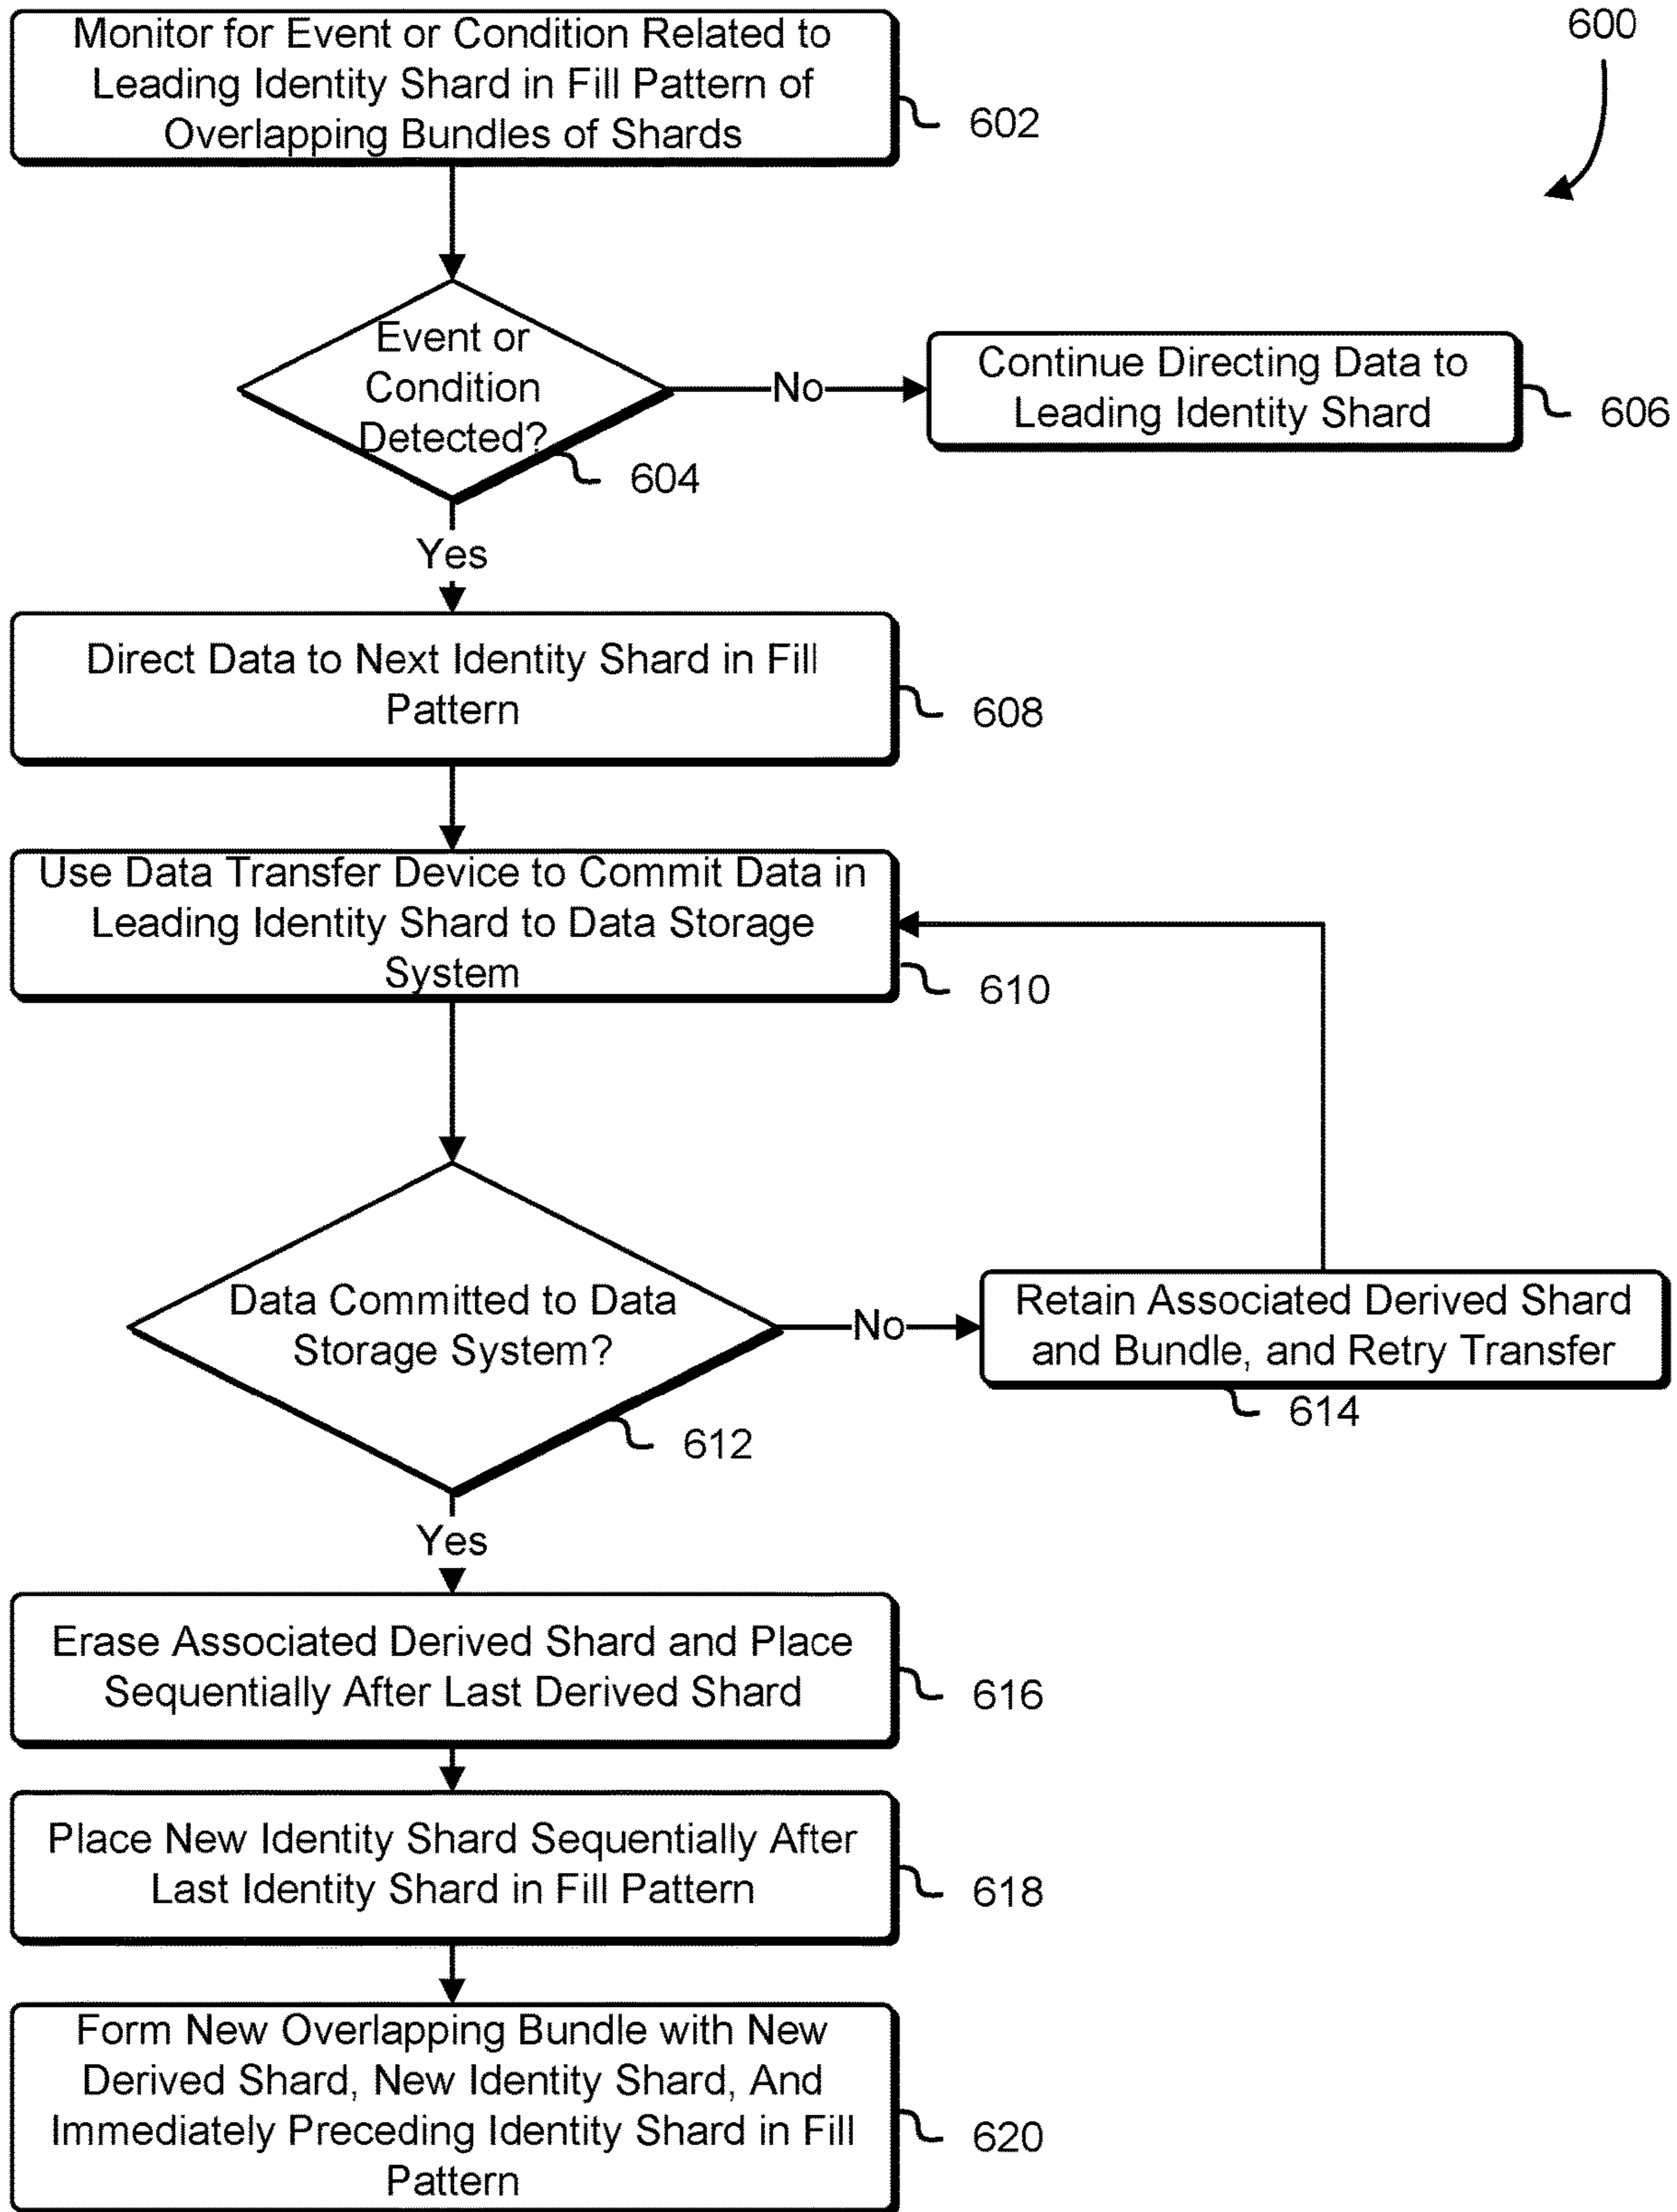 600
Monitor for Event or Condition Related to
Leading Identity Shard in Fill Pattern of
Overlapping Bundles of Shards
602
Event or
Condition
Detected?
604
No
Continue Directing Data to
Leading Identity Shard
606
Yes
Direct Data to Next Identity Shard in Fill
Pattern
608
Use Data Transfer Device to Commit Data in
Leading Identity Shard to Data Storage
System
610
Data Committed to Data
Storage System?
612
No
Retain Associated Derived Shard
and Bundle, and Retry Transfer
614
Yes
Erase Associated Derived Shard and Place
Sequentially After Last Derived Shard
616
Place New Identity Shard Sequentially After
Last Identity Shard in Fill Pattern
618
Form New Overlapping Bundle with New
Derived Shard, New Identity Shard, And
Immediately Preceding Identity Shard in Fill
Pattern
620